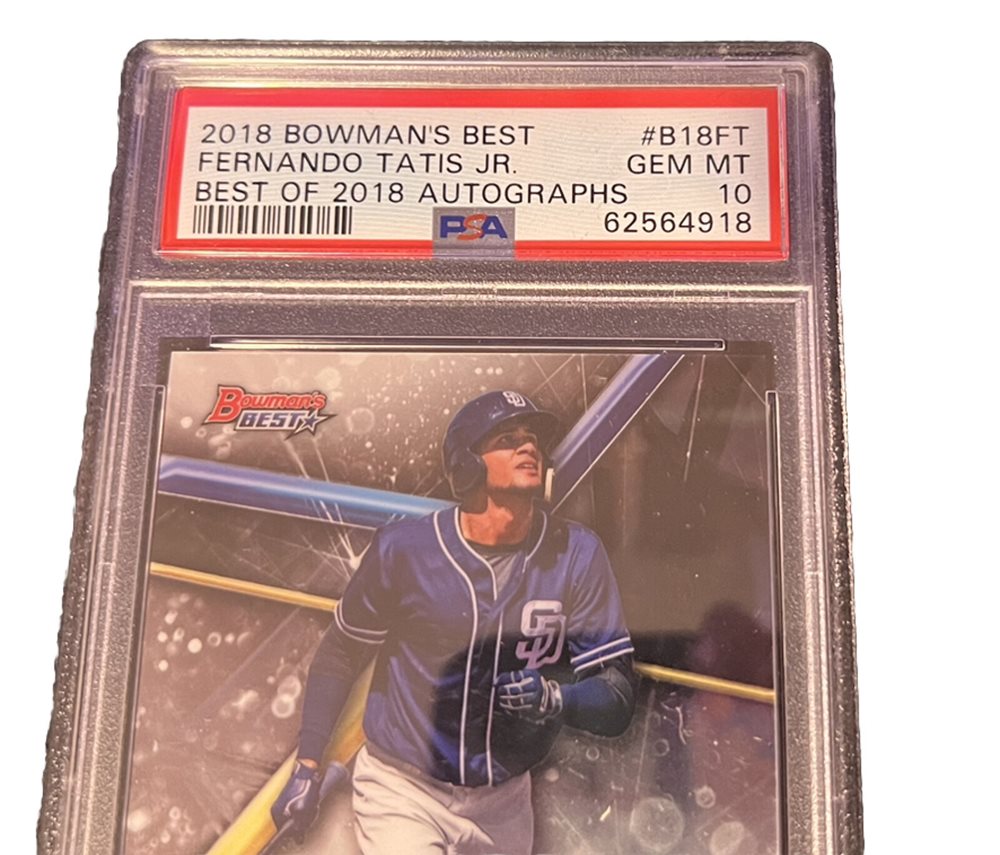 2018 BOWMAN'S BEST #B18FT
FERNANDO TATIS JR. GEM MT
BEST OF 2018 AUTOGRAPHS 10
PSA 62564918
Bowman's
BEST
SD
SD